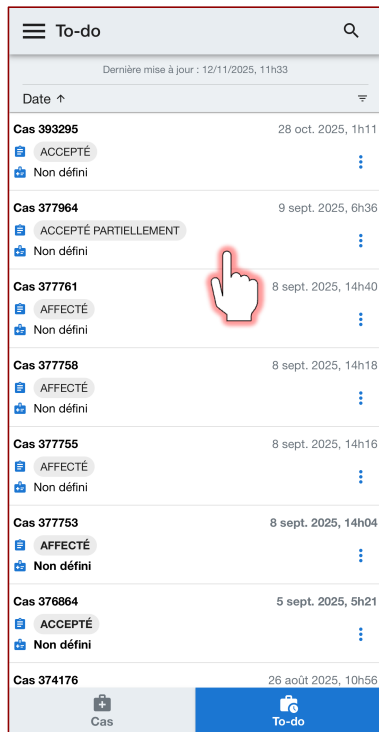 To-do
Dernière mise à jour : 12/11/2025, 11h33
Date ↑
Cas 393295 28 oct. 2025, 1h11
ACCEPTÉ
Non défini
Cas 377964 9 sept. 2025, 6h36
ACCEPTÉ PARTIELLEMENT
Non défini
Cas 377761 8 sept. 2025, 14h40
AFFECTÉ
Non défini
Cas 377758 8 sept. 2025, 14h18
AFFECTÉ
Non défini
Cas 377755 8 sept. 2025, 14h16
AFFECTÉ
Non défini
Cas 377753 8 sept. 2025, 14h04
AFFECTÉ
Non défini
Cas 376864 5 sept. 2025, 5h21
ACCEPTÉ
Non défini
Cas 374176 26 août 2025, 10h56
Cas To-do